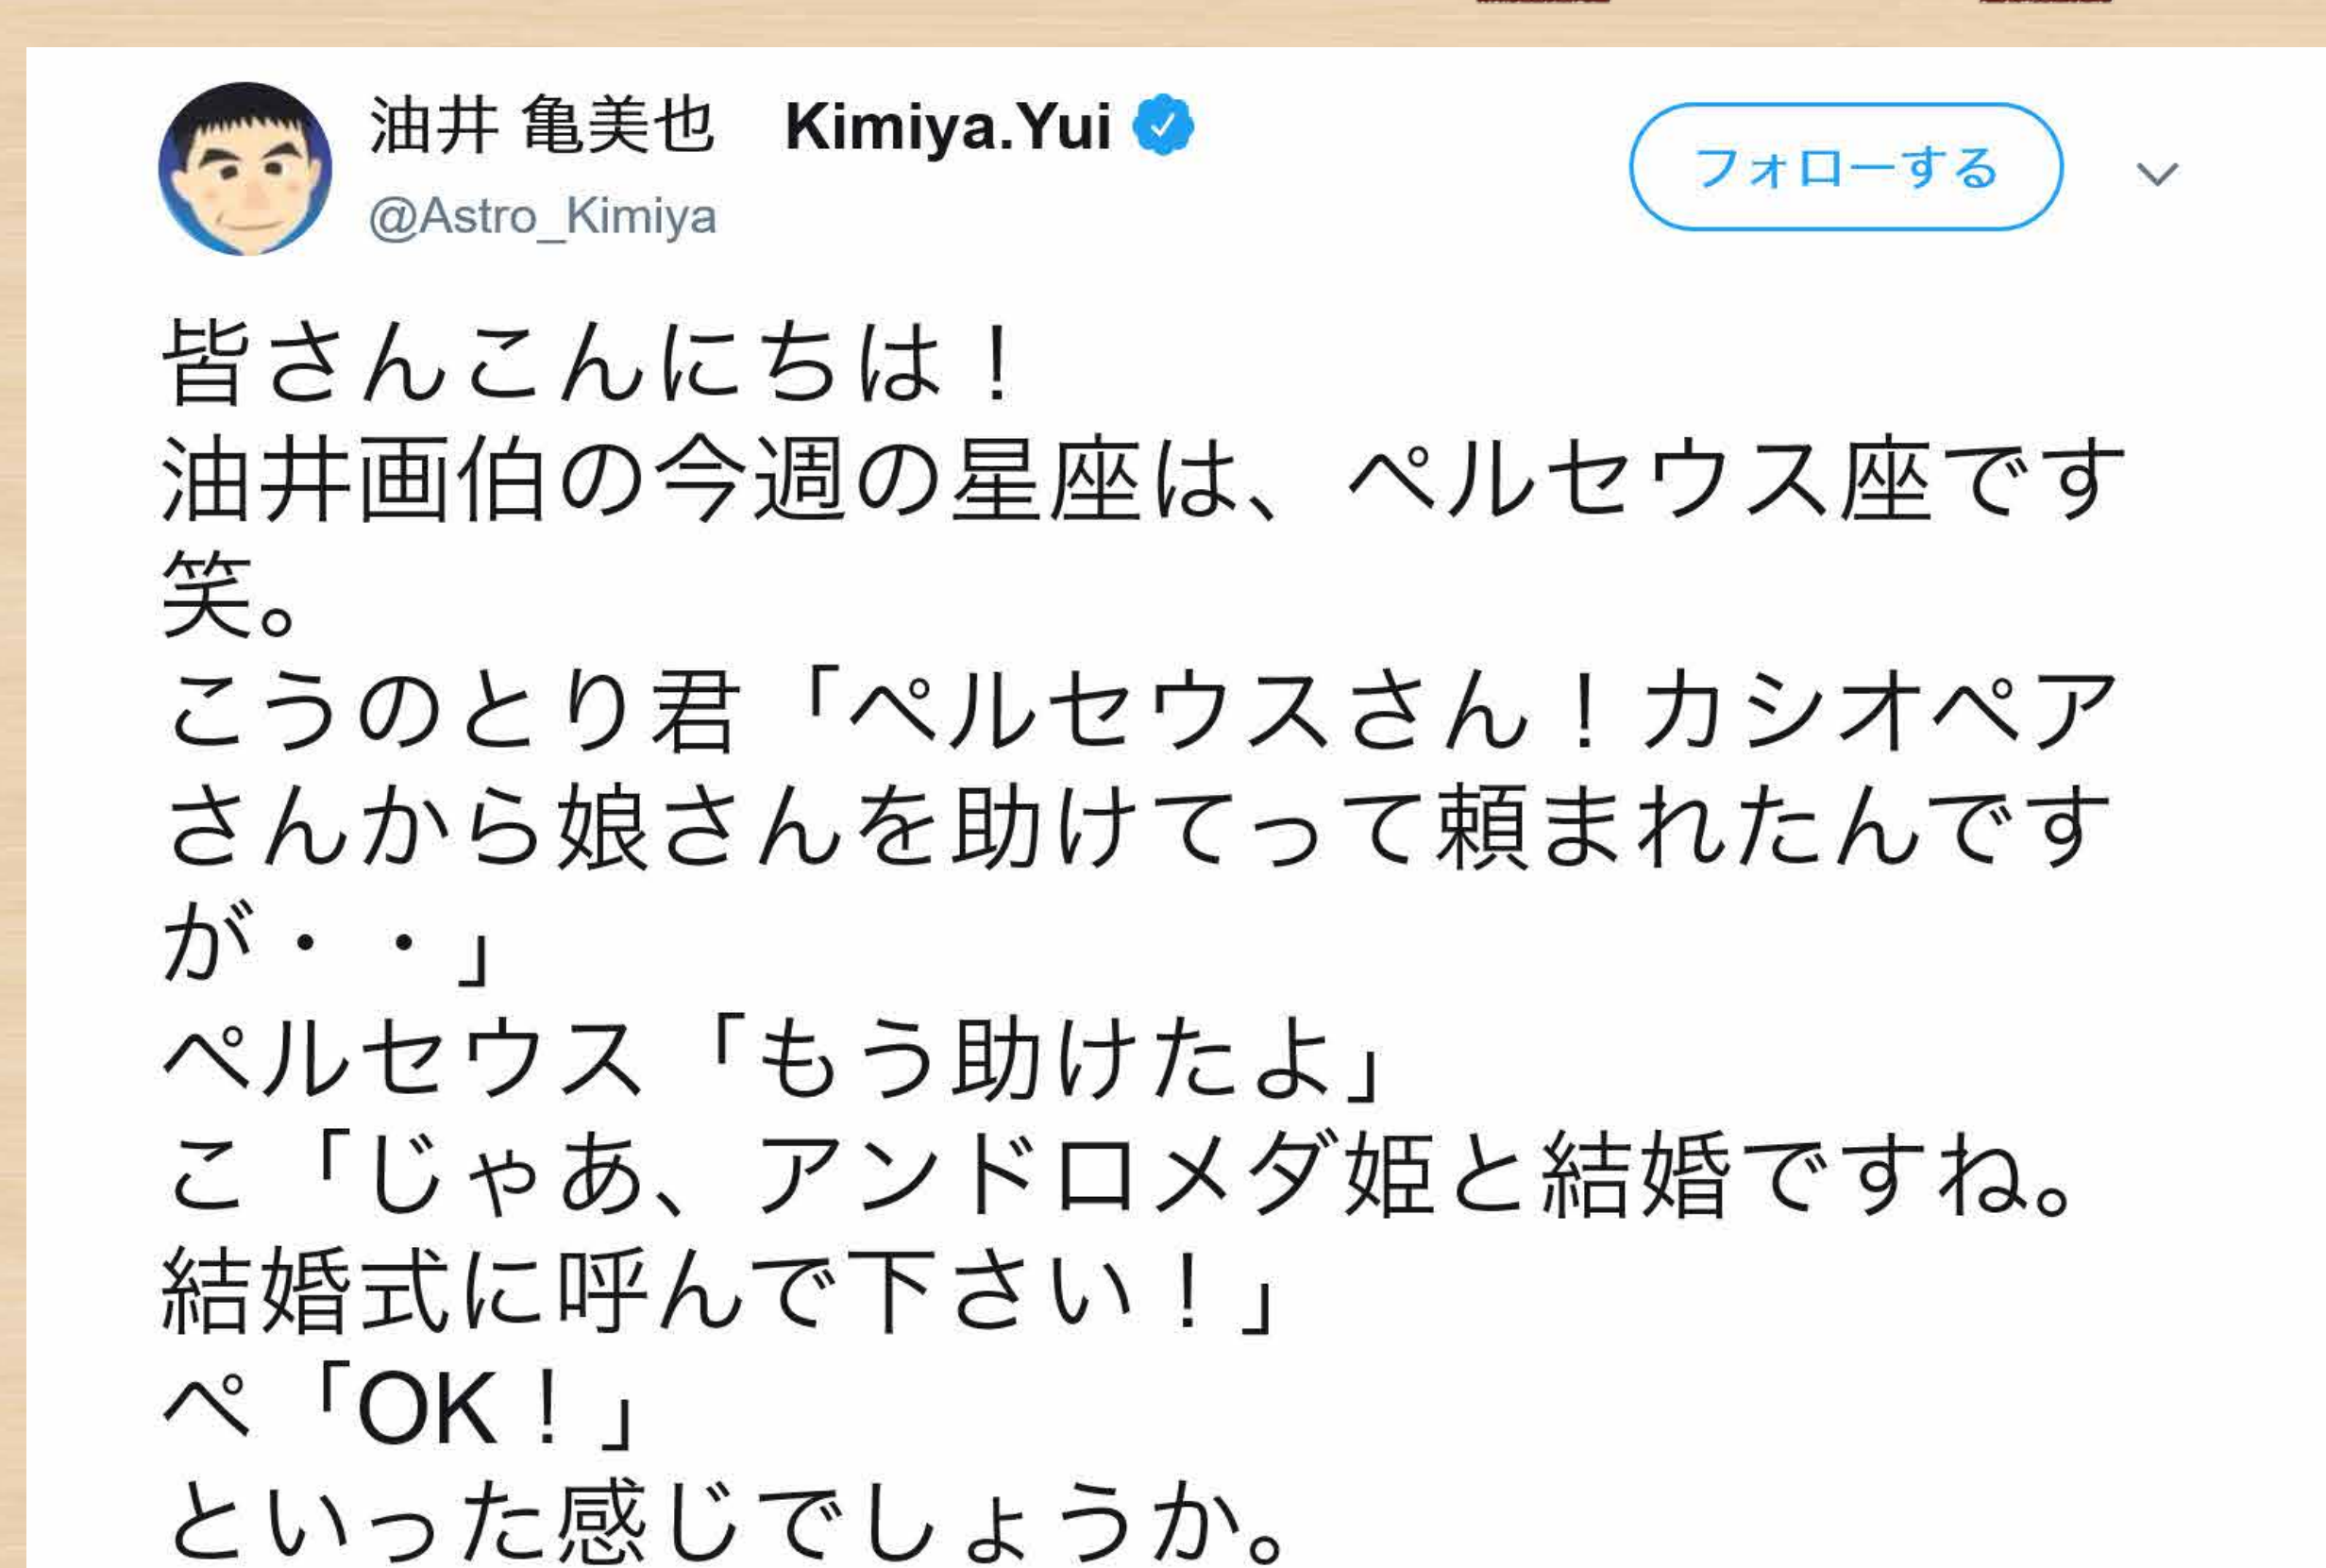 油井 亀美也　Kimiya.Yui
@Astro_Kimiya
フォローする
皆さんこんにちは！
油井画伯の今週の星座は、ペルセウス座です
笑。
こうのとり君「ペルセウスさん！カシオペア
さんから娘さんを助けてって頼まれたんです
が・・」
ペルセウス「もう助けたよ」
こ「じゃあ、アンドロメダ姫と結婚ですね。
結婚式に呼んで下さい！」
ペ「OK！」
といった感じでしょうか。